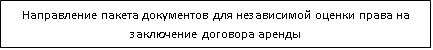 Направление пакета документов для независимой оценки права на
заключение договора аренды